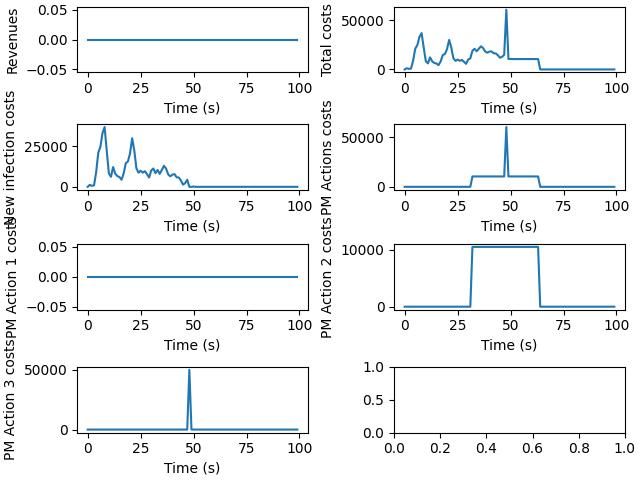 Revenues
0.05
0.00
−0.05
0 25 50 75 100
Time (s)
Total costs
50000
0
0 25 50 75 100
Time (s)
New infection costs
25000
0
0 25 50 75 100
Time (s)
PM Actions costs
50000
0
0 25 50 75 100
Time (s)
PM Action 1 costs
0.05
0.00
−0.05
0 25 50 75 100
Time (s)
PM Action 2 costs
10000
0
0 25 50 75 100
Time (s)
PM Action 3 costs
50000
0
0 25 50 75 100
Time (s)
1.0
0.5
0.0
0.0 0.2 0.4 0.6 0.8 1.0